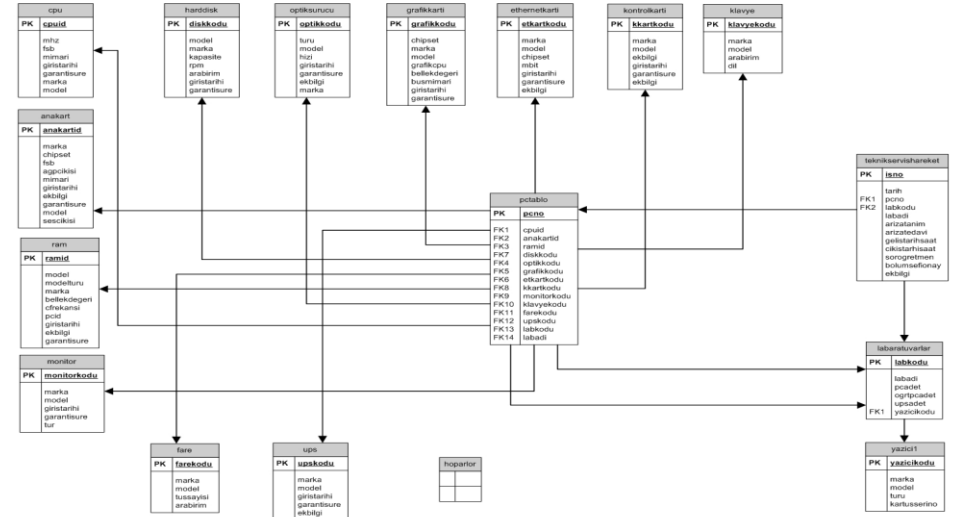 cpu
PK cpuid
mhz
fsb
mimari
giristarihi
garantisure
marka
model
harddisk
PK diskkodu
model
marka
kapasite
rpm
arabirim
giristarihi
garantisure
optiksurucu
PK optikkodu
turu
model
hizi
giristarihi
garantisure
ekbilgi
marka
grafikkarti
PK grafikkodu
chipset
marka
model
grafikcpu
bellekdegeri
busmimari
giristarihi
garantisure
ethernetkarti
PK etkartkodu
marka
model
chipset
mbit
giristarihi
garantisure
ekbilgi
kontrolkarti
PK kkartkodu
marka
model
ekbilgi
giristarihi
garantisure
ekbilgi
klavye
PK klavyekodu
marka
model
arabirim
dil
anakart
PK anakartid
marka
chipset
fsb
agpcikisi
mimari
giristarihi
ekbilgi
garantisure
model
sescikisi
teknikservishareket
PK isno
tarih
FK1 pcno
FK2 labkodu
labadi
arizatanim
arizatedavi
gelistarihsaat
cikistarhisaat
sorogretmen
bolumsefionay
ekbilgi
pctablo
PK pcno
FK1 cpuid
FK2 anakartid
FK3 ramid
FK7 diskkodu
FK4 optikkodu
FK5 grafikkodu
FK6 etkartkodu
FK8 kkartkodu
FK9 monitorkodu
FK10 klavyekodu
FK11 farekodu
FK12 upskodu
FK13 labkodu
FK14 labadi
ram
PK ramid
model
modelturu
marka
bellekdegeri
cfrekansi
pcid
giristarihi
ekbilgi
garantisure
monitor
PK monitorkodu
marka
model
giristarihi
garantisure
tur
labaratuvarlar
PK labkodu
labadi
pcadet
ogrtpcadet
upsadet
FK1 yazicikodu
fare
PK farekodu
marka
model
tussayisi
arabirim
ups
PK upskodu
marka
model
giristarihi
garantisure
ekbilgi
hoparlor
yazici1
PK yazicikodu
marka
model
turu
kartusserino